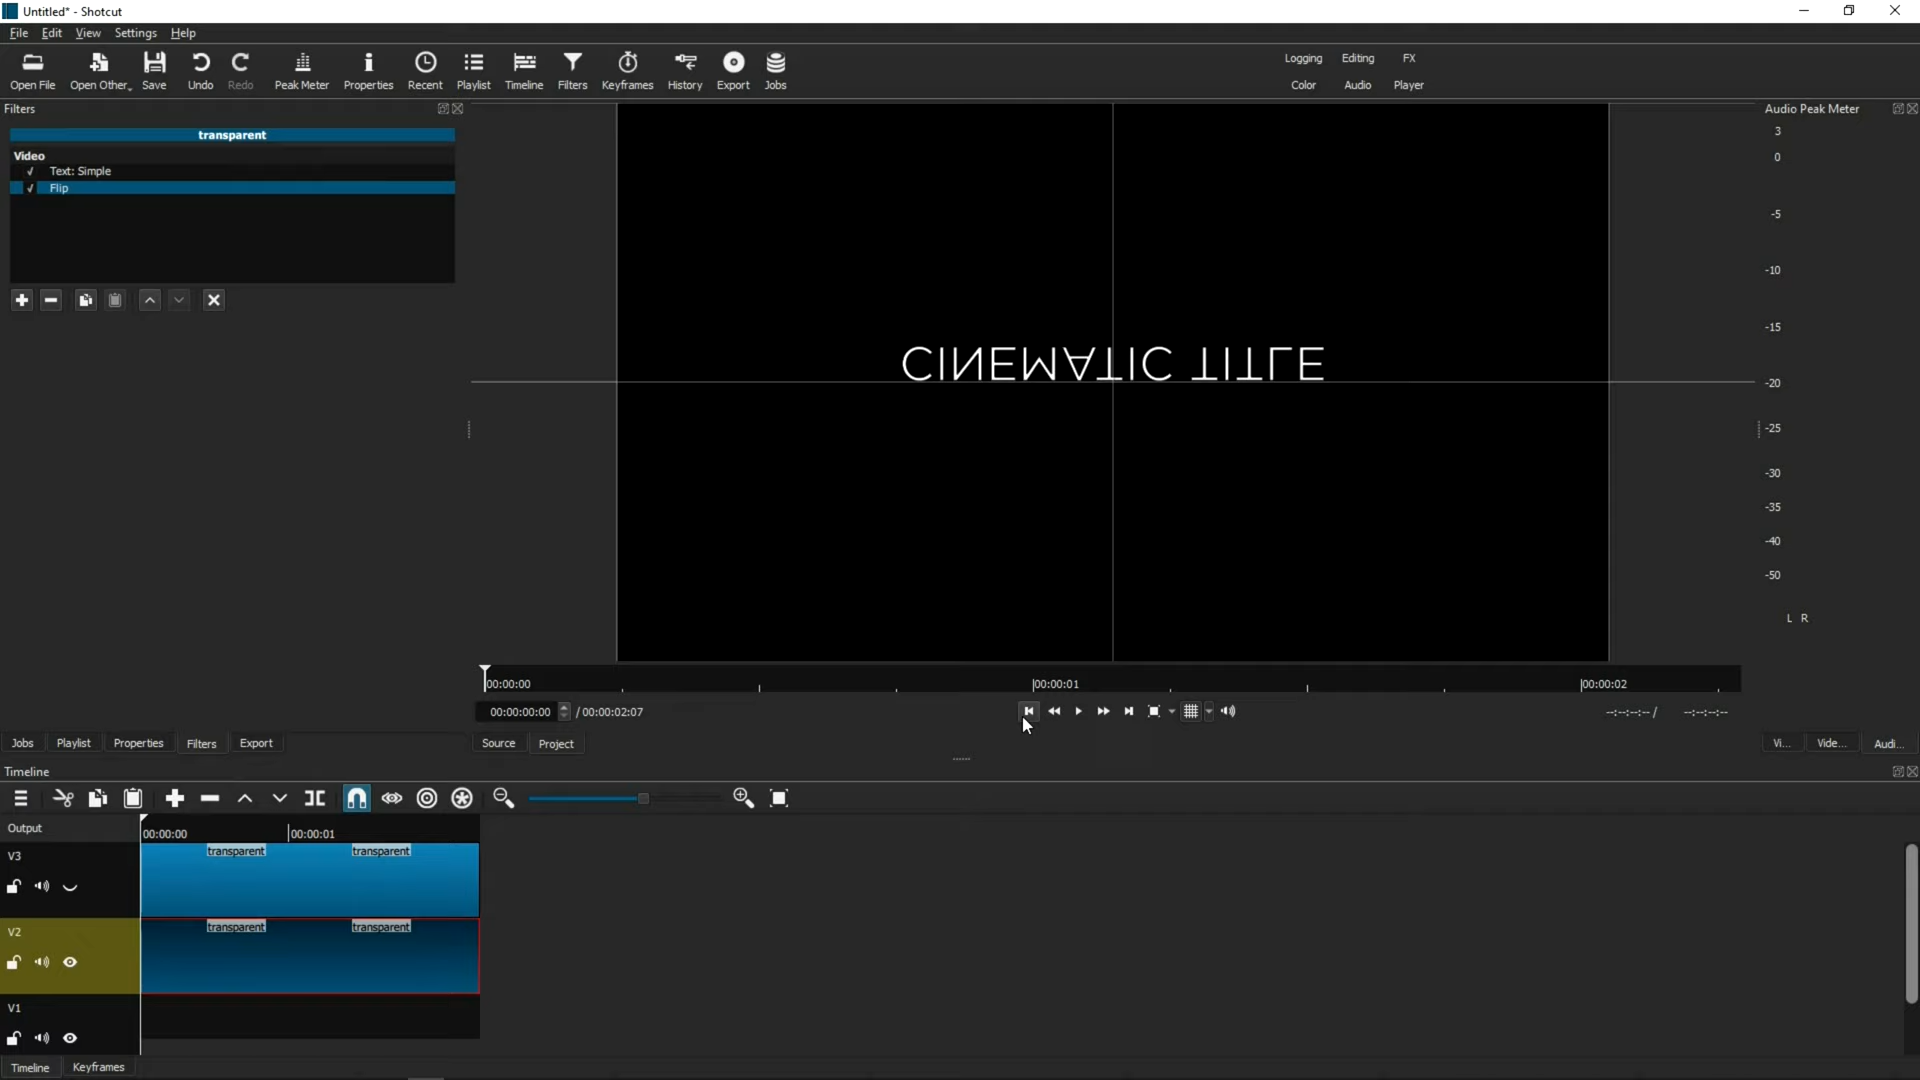 Untitled* - Shotcut
File Edit View Settings Help
Open File Open Other... Save Undo Redo Peak Meter Properties Recent Playlist Timeline Filters Keyframes History Export Jobs
Logging Editing FX
Color Audio Player
Filters
transparent
Video
Text: Simple
Flip
CINEMATIC TITLE
Audio Peak Meter
3
0
-5
-10
-15
-20
-25
-30
-35
-40
-50
L R
00:00:00 00:00:01 00:00:02
00:00:00:00 / 00:00:02:07
--:--:--:-- / --:--:--:--
Jobs Playlist Properties Filters Export
Source Project
Vi... Vide... Audi...
Timeline
Output
00:00:00 00:00:01
V3
transparent transparent
V2
transparent transparent
V1
Timeline Keyframes